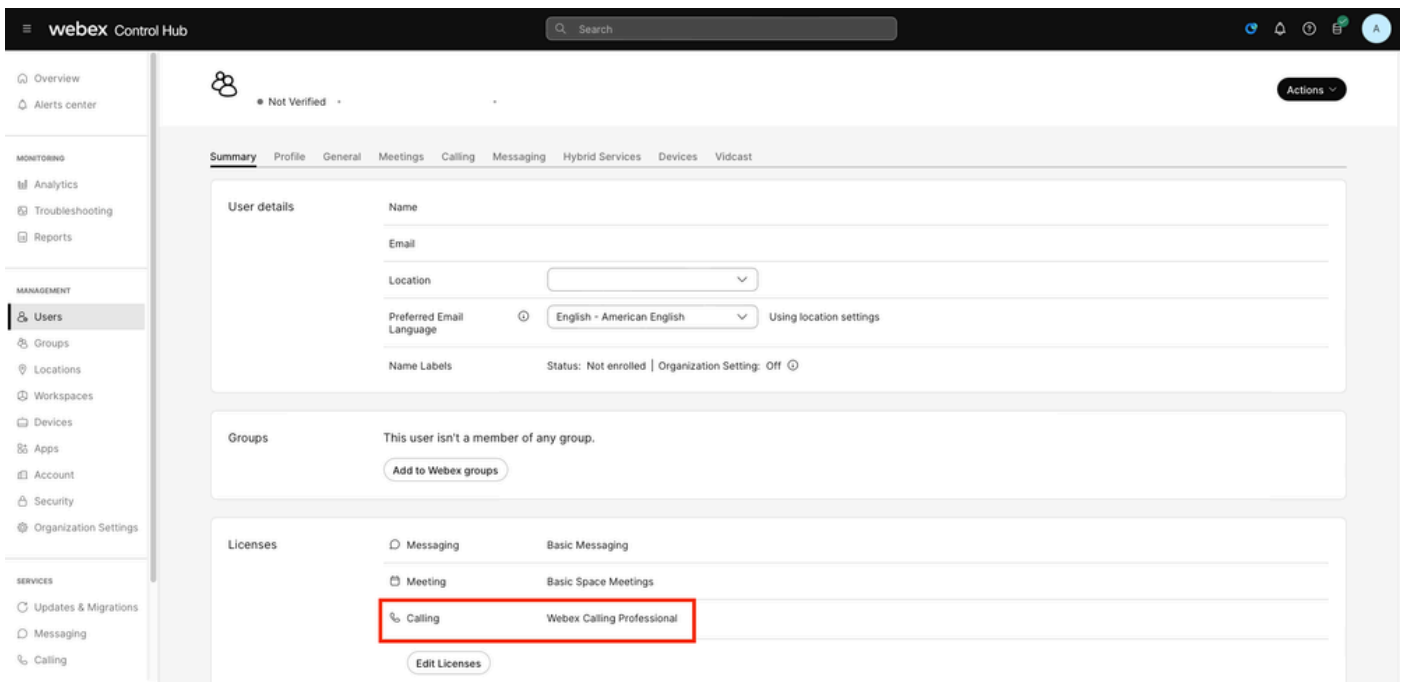 webex Control Hub
Search
A
Overview
Alerts center
MONITORING
Analytics
Troubleshooting
Reports
MANAGEMENT
Users
Groups
Locations
Workspaces
Devices
Apps
Account
Security
Organization Settings
SERVICES
Updates & Migrations
Messaging
Calling
Not Verified
Actions
Summary Profile General Meetings Calling Messaging Hybrid Services Devices Vidcast
User details
Name
Email
Location
Preferred Email
Language
English - American English
Using location settings
Name Labels
Status: Not enrolled | Organization Setting: Off
Groups
This user isn't a member of any group.
Add to Webex groups
Licenses
Messaging Basic Messaging
Meeting Basic Space Meetings
Calling Webex Calling Professional
Edit Licenses